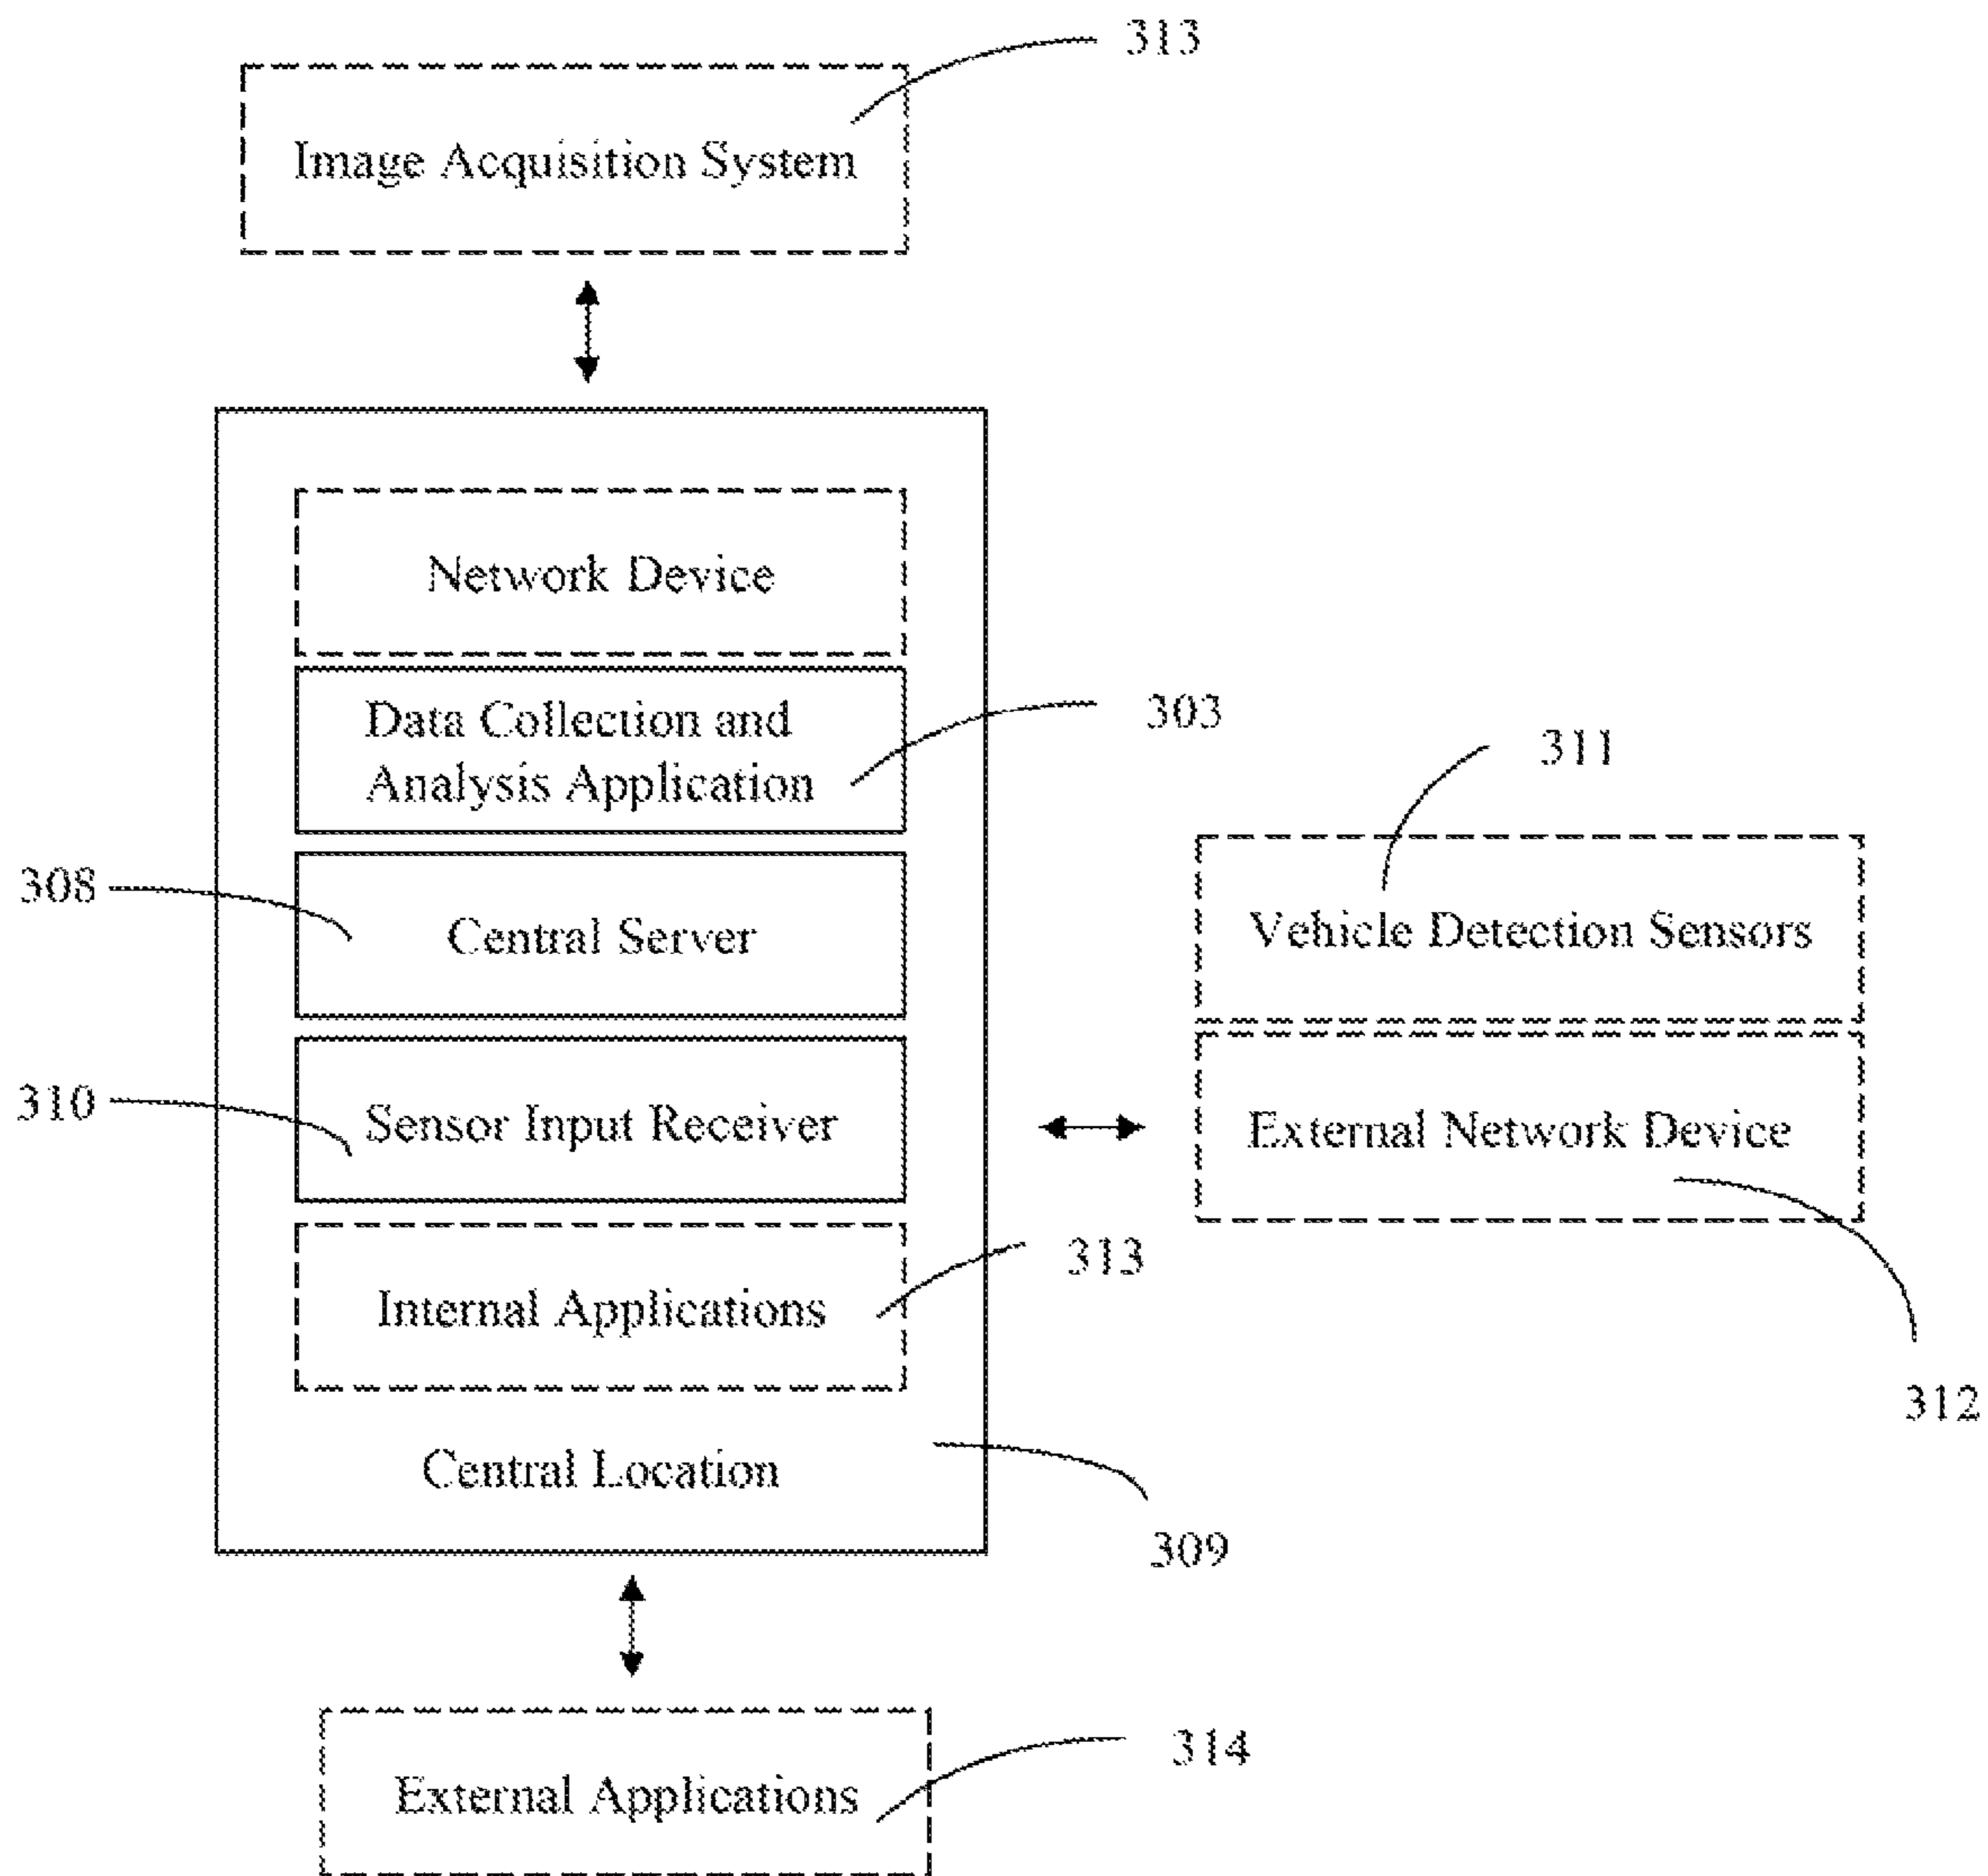 313
Image Acquisition System
Network Device
Data Collection and
Analysis Application
303
311
308
Central Server
Vehicle Detection Sensors
310
Sensor Input Receiver
External Network Device
313
Internal Applications
312
Central Location
309
314
External Applications